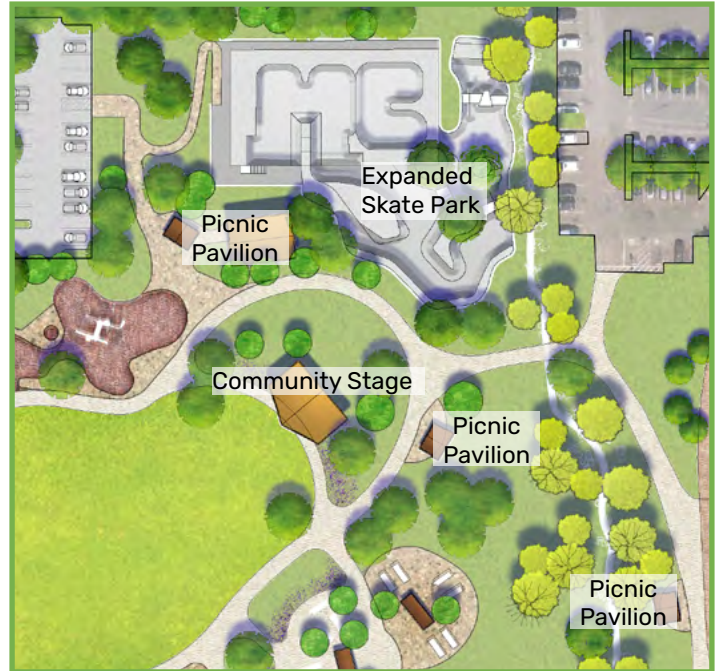 Expanded
Skate Park
Picnic
Pavilion
Community Stage
Picnic
Pavilion
Picnic
Pavilion